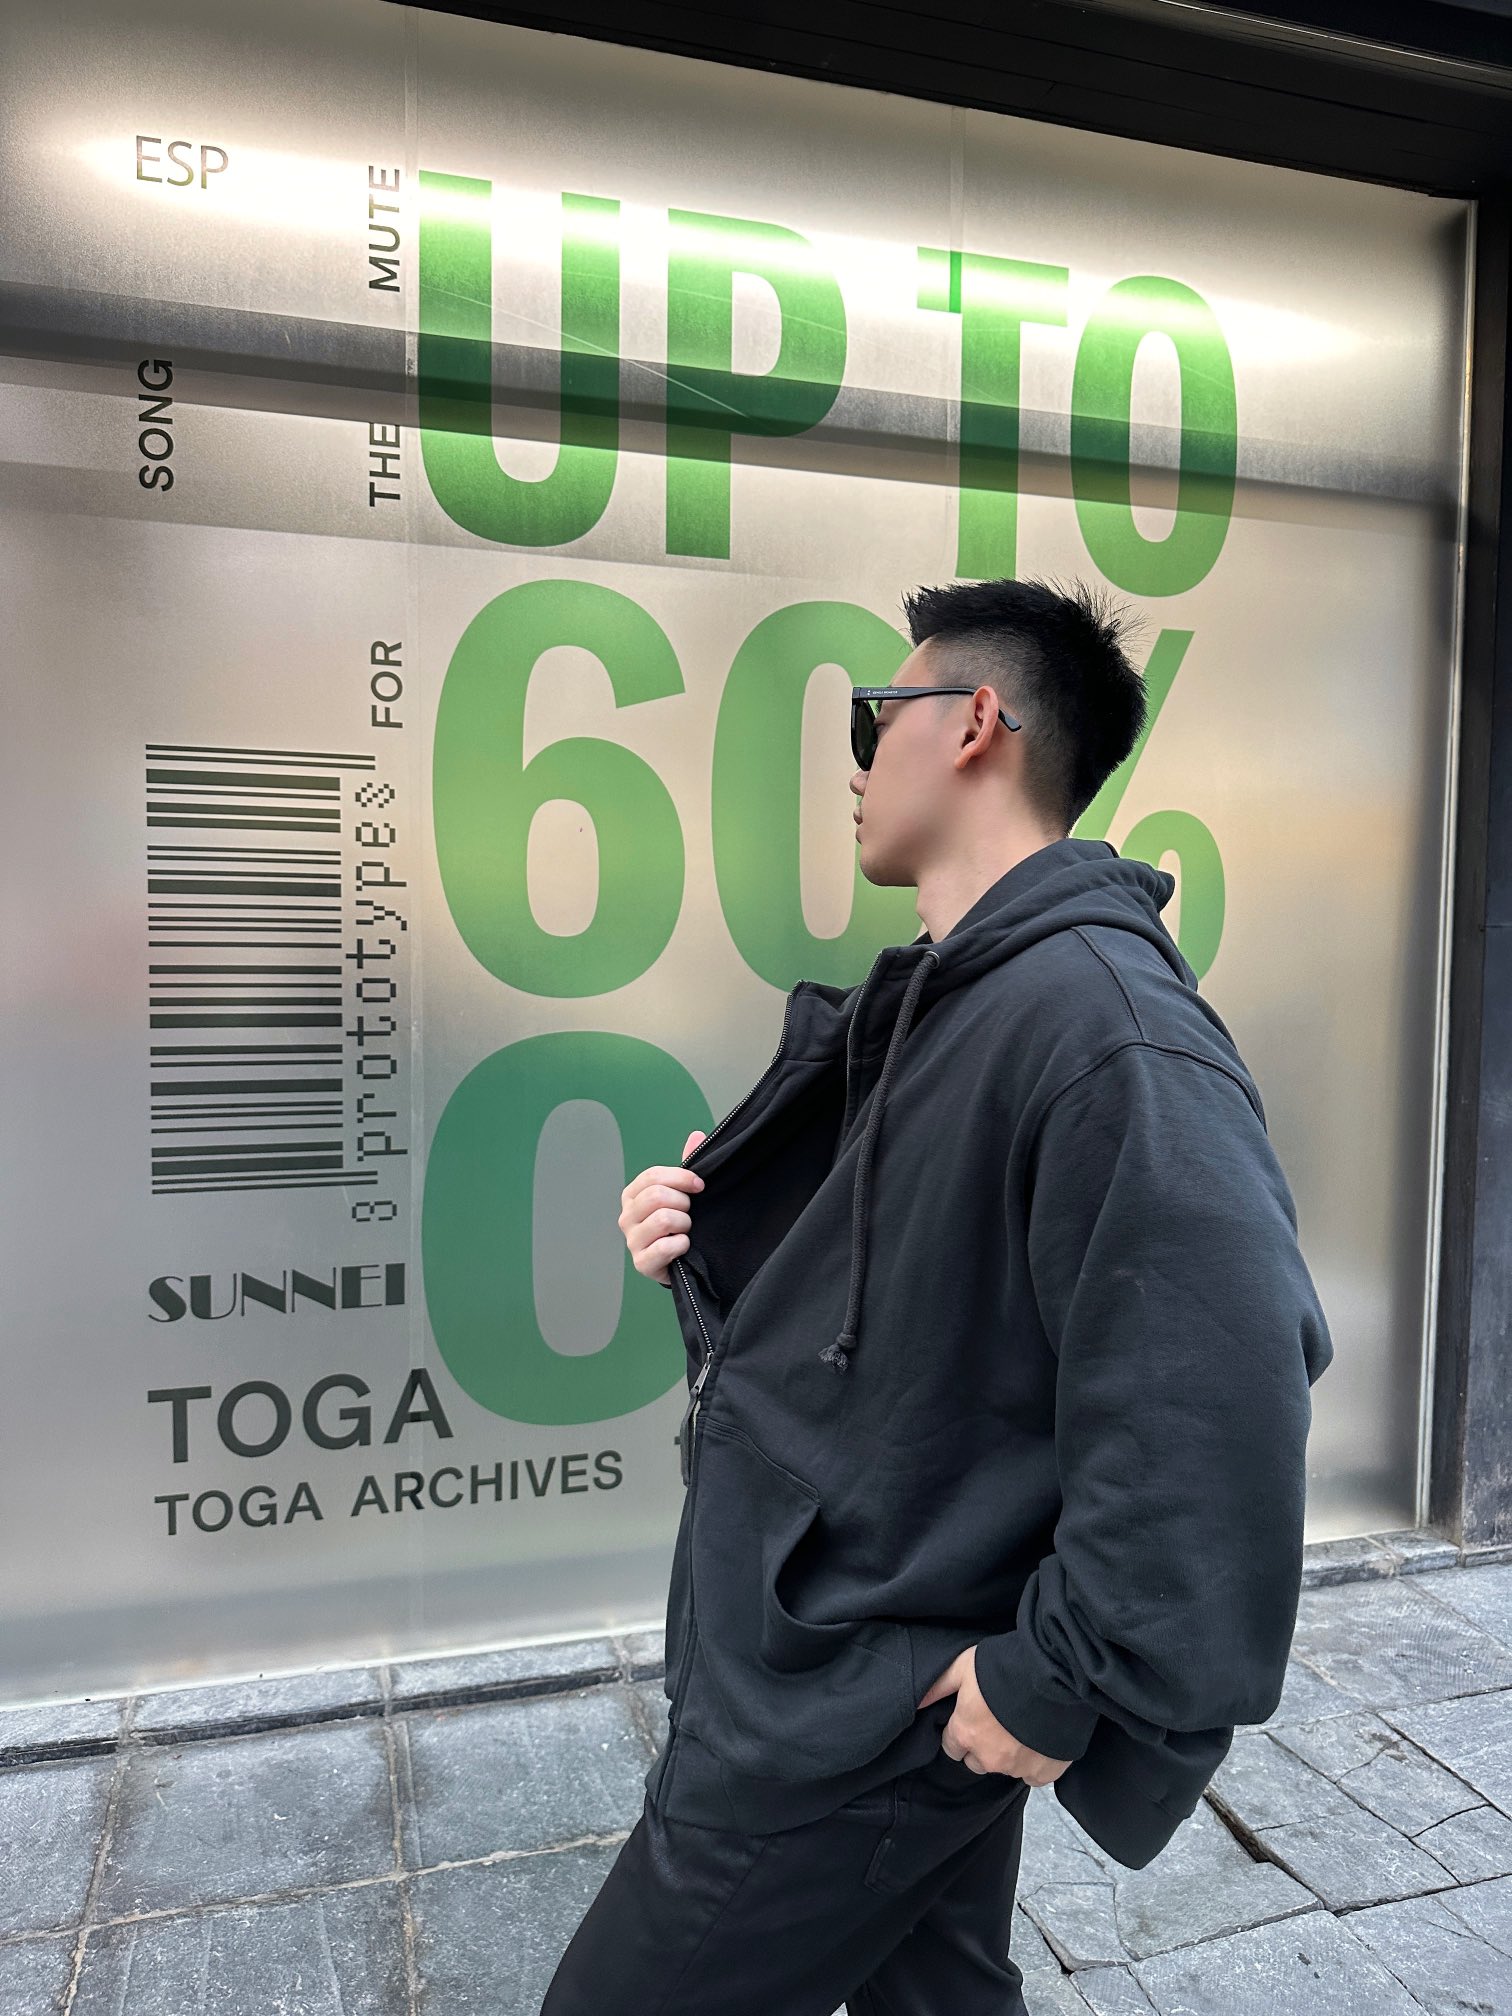 ESP
SONG FOR THE MUTE
UP TO
60%
O
8 "prototypes
SUNNEI
TOGA
TOGA ARCHIVES